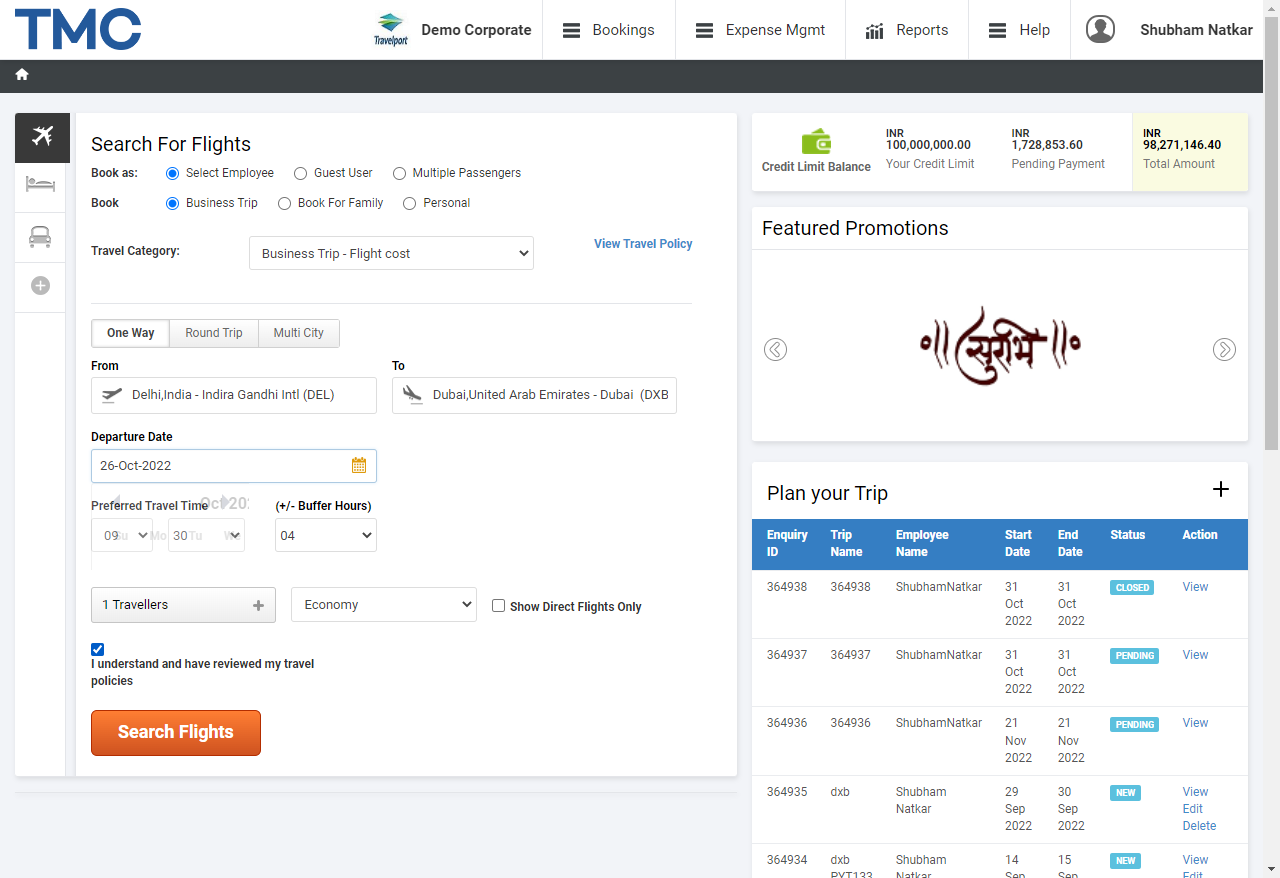 TMC
Travelport
Demo Corporate
Bookings
Expense Mgmt
Reports
Help
Shubham Natkar
Search For Flights
Book as:
Select Employee
Guest User
Multiple Passengers
Book
Business Trip
Book For Family
Personal
Travel Category:
Business Trip - Flight cost
View Travel Policy
One Way
Round Trip
Multi City
From
To
Delhi,India - Indira Gandhi Intl (DEL)
Dubai,United Arab Emirates - Dubai (DXB
Departure Date
26-Oct-2022
Preferred Travel Time
Oct 20
(+/- Buffer Hours)
09
Su
Mo
30
Tu
We
04
1 Travellers
Economy
Show Direct Flights Only
I understand and have reviewed my travel
policies
Search Flights
Credit Limit Balance
INR
100,000,000.00
Your Credit Limit
INR
1,728,853.60
Pending Payment
INR
98,271,146.40
Total Amount
Featured Promotions
सुरभि
Plan your Trip
Enquiry
ID
Trip
Name
Employee
Name
Start
Date
End
Date
Status
Action
364938
364938
ShubhamNatkar
31
Oct
2022
31
Oct
2022
CLOSED
View
364937
364937
ShubhamNatkar
31
Oct
2022
31
Oct
2022
PENDING
View
364936
364936
ShubhamNatkar
21
Nov
2022
21
Nov
2022
PENDING
View
364935
dxb
Shubham
Natkar
29
Sep
2022
30
Sep
2022
NEW
View
Edit
Delete
364934
dxb
PYT133
Shubham
Natkar
14
Sep
15
Sep
NEW
View
Edit